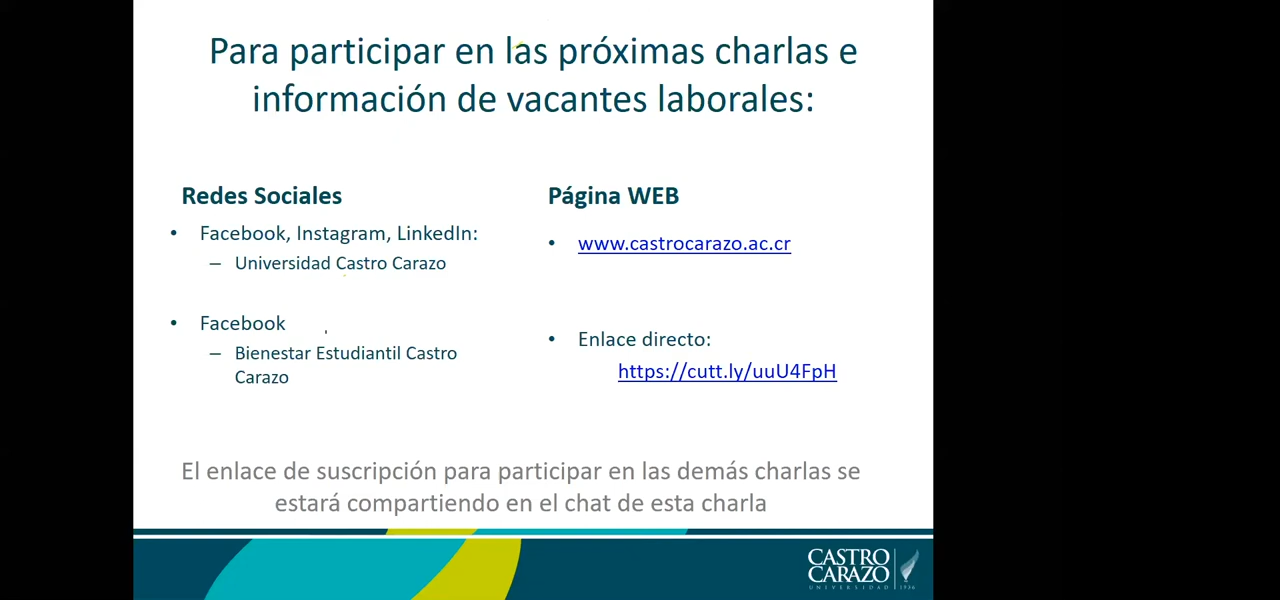 Para participar en las próximas charlas e
información de vacantes laborales:
Redes Sociales
• Facebook, Instagram, LinkedIn:
– Universidad Castro Carazo
• Facebook
– Bienestar Estudiantil Castro
Carazo
Página WEB
• www.castrocarazo.ac.cr
• Enlace directo:
https://cutt.ly/uuU4FpH
El enlace de suscripción para participar en las demás charlas se
estará compartiendo en el chat de esta charla
CASTRO
CARAZO
UNIVERSIDAD 1936